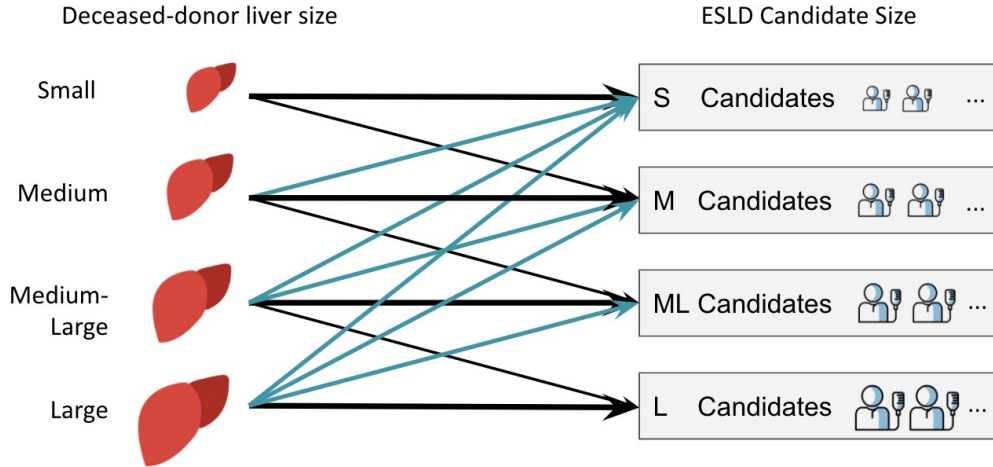 Deceased-donor liver size
ESLD Candidate Size
Small
S Candidates ...
Medium
M Candidates ...
Medium-
Large
ML Candidates ...
Large
L Candidates ...